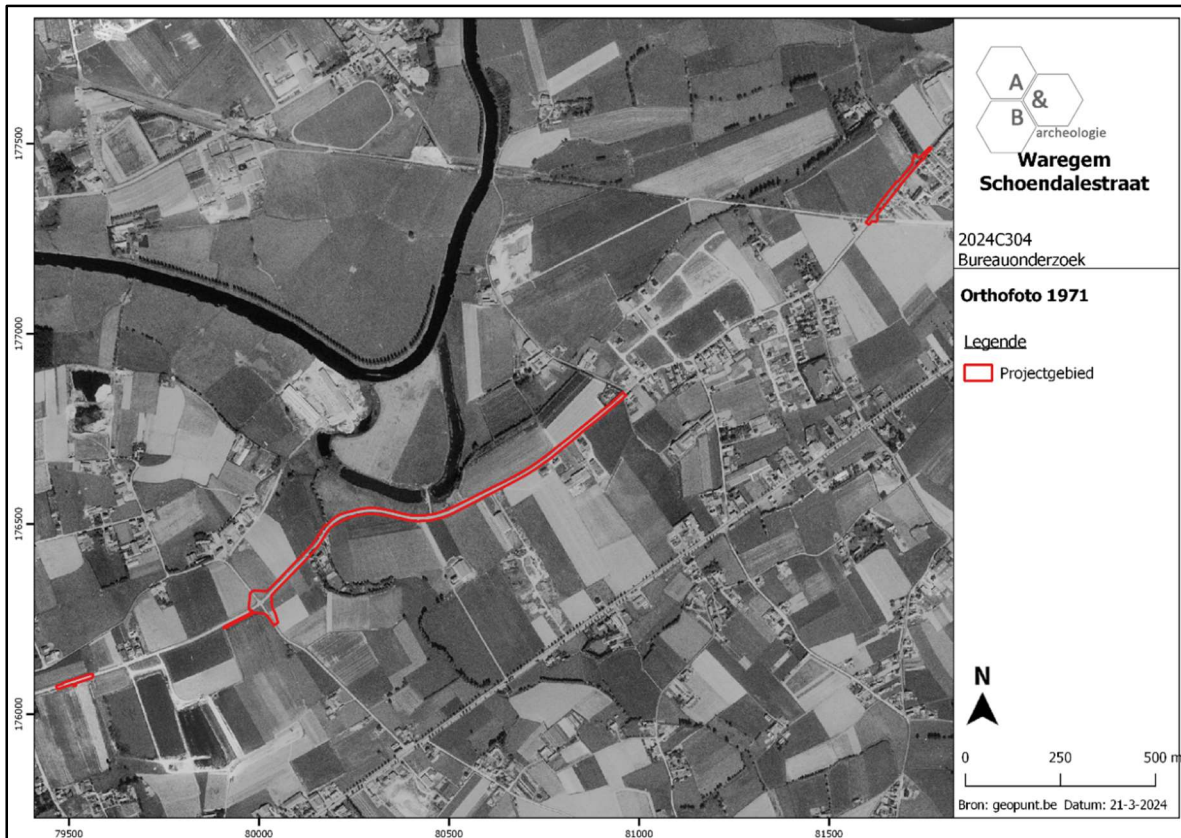 A
&
B
archeologie
Waregem
Schoendalestraat
2024C304
Bureauonderzoek
Orthofoto 1971
Legende
Projectgebied
N
0 250 500 m
Bron: geopunt.be Datum: 21-3-2024
177500
177000
176500
176000
79500 80000 80500 81000 81500